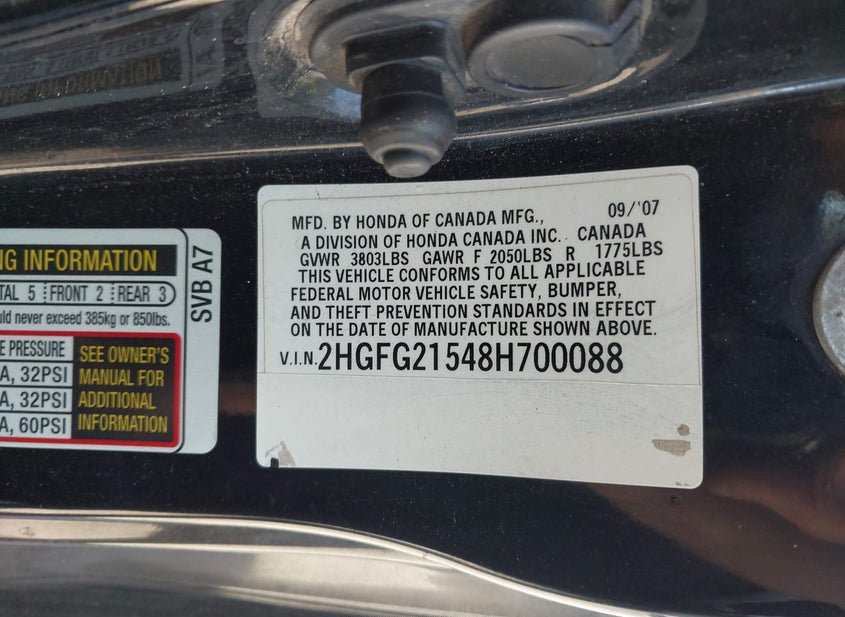 NG INFORMATION
TAL 5 FRONT 2 REAR 3
uld never exceed 385kg or 850lbs.
E PRESSURE
A, 32PSI
A, 32PSI
A, 60PSI
SEE OWNER'S
MANUAL FOR
ADDITIONAL
INFORMATION
SVB A7
09/'07
MFD. BY HONDA OF CANADA MFG.,
A DIVISION OF HONDA CANADA INC. CANADA
GVWR 3803LBS GAWR F 2050LBS R 1775LBS
THIS VEHICLE CONFORMS TO ALL APPLICABLE
FEDERAL MOTOR VEHICLE SAFETY, BUMPER,
AND THEFT PREVENTION STANDARDS IN EFFECT
ON THE DATE OF MANUFACTURE SHOWN ABOVE.
V.I.N. 2HGFG21548H700088